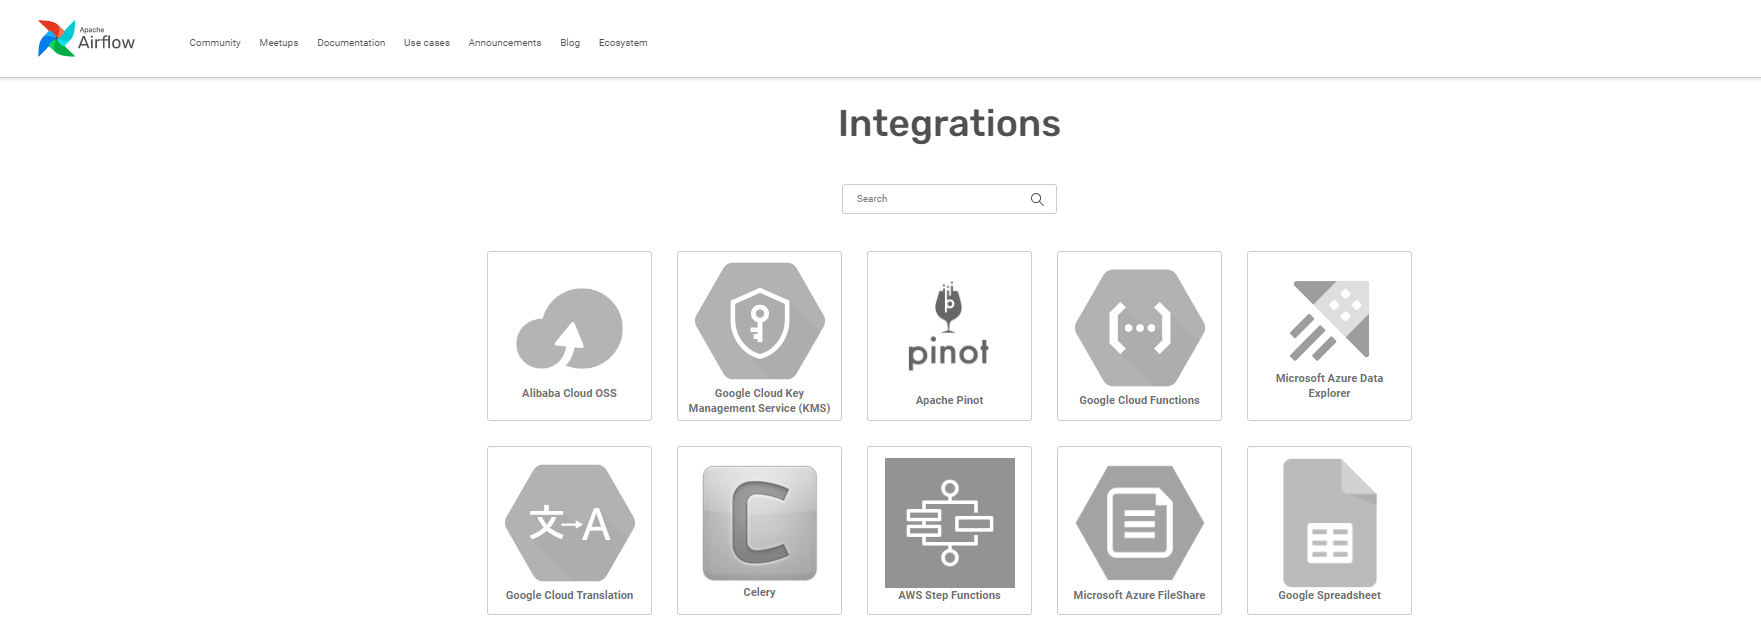 Apache
Airflow
Community Meetups Documentation Use cases Announcements Blog Ecosystem
Integrations
Search
Alibaba Cloud OSS
Google Cloud Key
Management Service (KMS)
pinot
Apache Pinot
Google Cloud Functions
Microsoft Azure Data
Explorer
文→A
Google Cloud Translation
C
Celery
AWS Step Functions
Microsoft Azure FileShare
Google Spreadsheet